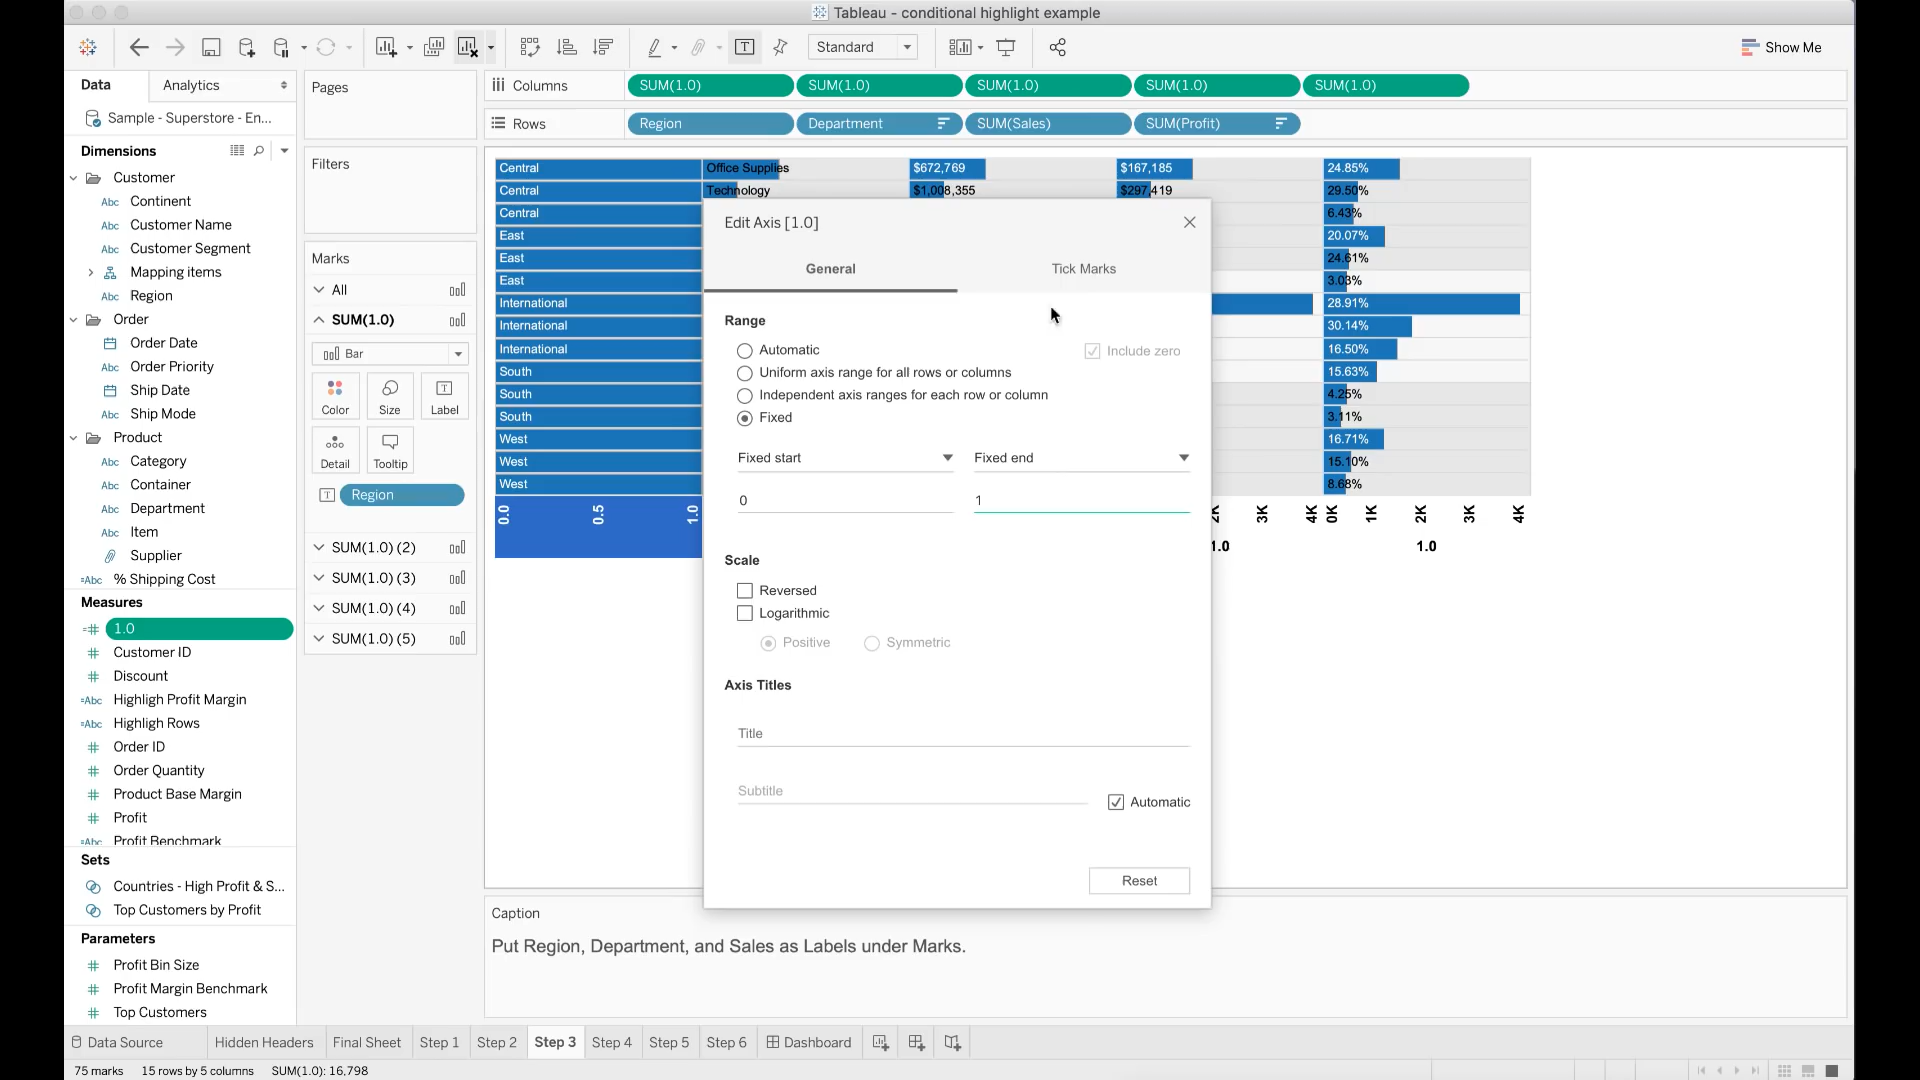 Tableau - conditional highlight example
Standard
Show Me
Data
Analytics
Sample - Superstore - En...
Dimensions
Customer
Abc Continent
Abc Customer Name
Abc Customer Segment
Mapping items
Abc Region
Order
Order Date
Abc Order Priority
Ship Date
Abc Ship Mode
Product
Abc Category
Abc Container
Abc Department
Abc Item
Supplier
=Abc % Shipping Cost
Measures
=# 1.0
# Customer ID
# Discount
=Abc Highligh Profit Margin
=Abc Highligh Rows
# Order ID
# Order Quantity
# Product Base Margin
# Profit
=Abc Profit Benchmark
Sets
Countries - High Profit & S...
Top Customers by Profit
Parameters
# Profit Bin Size
# Profit Margin Benchmark
# Top Customers
Pages
Filters
Marks
All
SUM(1.0)
Bar
Color Size Label
Detail Tooltip
Region
SUM(1.0) (2)
SUM(1.0) (3)
SUM(1.0) (4)
SUM(1.0) (5)
Columns SUM(1.0) SUM(1.0) SUM(1.0) SUM(1.0) SUM(1.0)
Rows Region Department SUM(Sales) SUM(Profit)
Central Office Supplies $672,769 $167,185 24.85%
Central Technology $1,008,355 $297,419 29.50%
Central 6.43%
East 20.07%
East 24.61%
East 3.03%
International 28.91%
International 30.14%
International 16.50%
South 15.63%
South 4.25%
South 3.11%
West 16.71%
West 15.10%
West 8.68%
0.0 0.5 1.0 2K 3K 4K 0K 1K 2K 3K 4K
1.0 1.0
Edit Axis [1.0]
General
Tick Marks
Range
Automatic
Include zero
Uniform axis range for all rows or columns
Independent axis ranges for each row or column
Fixed
Fixed start
Fixed end
0
1
Scale
Reversed
Logarithmic
Positive
Symmetric
Axis Titles
Title
Subtitle
Automatic
Reset
Caption
Put Region, Department, and Sales as Labels under Marks.
Data Source Hidden Headers Final Sheet Step 1 Step 2 Step 3 Step 4 Step 5 Step 6 Dashboard
75 marks 15 rows by 5 columns SUM(1.0): 16,798